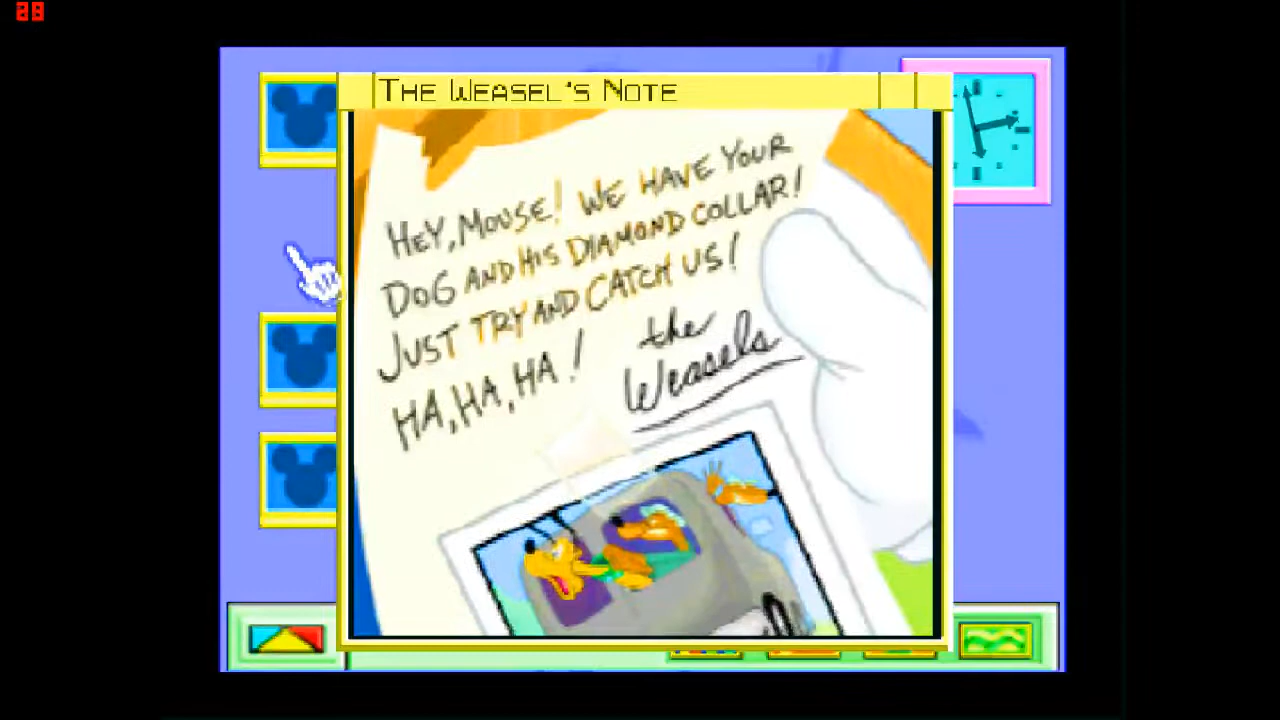 28
The Weasel's Note
HEY, MOUSE! WE HAVE YOUR
DOG AND HIS DIAMOND COLLAR!
JUST TRY AND CATCH US!
HA, HA, HA!
the
Weasels